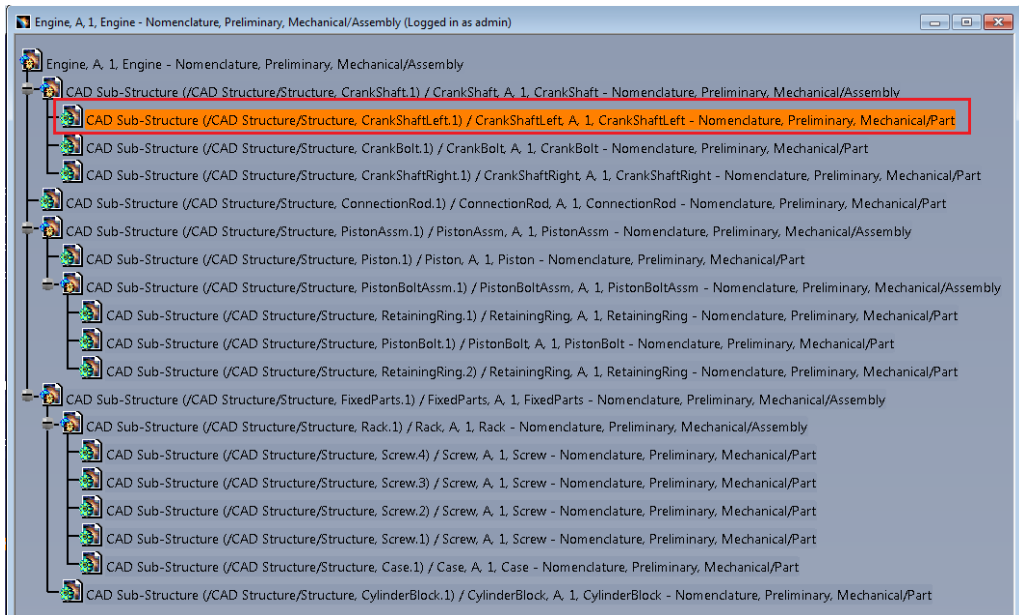 Engine, A, 1, Engine - Nomenclature, Preliminary, Mechanical/Assembly (Logged in as admin)
Engine, A, 1, Engine - Nomenclature, Preliminary, Mechanical/Assembly
CAD Sub-Structure (/CAD Structure/Structure, CrankShaft.1) / CrankShaft, A, 1, CrankShaft - Nomenclature, Preliminary, Mechanical/Assembly
CAD Sub-Structure (/CAD Structure/Structure, CrankShaftLeft.1) / CrankShaftLeft, A, 1, CrankShaftLeft - Nomenclature, Preliminary, Mechanical/Part
CAD Sub-Structure (/CAD Structure/Structure, CrankBolt.1) / CrankBolt, A, 1, CrankBolt - Nomenclature, Preliminary, Mechanical/Part
CAD Sub-Structure (/CAD Structure/Structure, CrankShaftRight.1) / CrankShaftRight, A, 1, CrankShaftRight - Nomenclature, Preliminary, Mechanical/Part
CAD Sub-Structure (/CAD Structure/Structure, ConnectionRod.1) / ConnectionRod, A, 1, ConnectionRod - Nomenclature, Preliminary, Mechanical/Part
CAD Sub-Structure (/CAD Structure/Structure, PistonAssm.1) / PistonAssm, A, 1, PistonAssm - Nomenclature, Preliminary, Mechanical/Assembly
CAD Sub-Structure (/CAD Structure/Structure, Piston.1) / Piston, A, 1, Piston - Nomenclature, Preliminary, Mechanical/Part
CAD Sub-Structure (/CAD Structure/Structure, PistonBoltAssm.1) / PistonBoltAssm, A, 1, PistonBoltAssm - Nomenclature, Preliminary, Mechanical/Assembly
CAD Sub-Structure (/CAD Structure/Structure, RetainingRing.1) / RetainingRing, A, 1, RetainingRing - Nomenclature, Preliminary, Mechanical/Part
CAD Sub-Structure (/CAD Structure/Structure, PistonBolt.1) / PistonBolt, A, 1, PistonBolt - Nomenclature, Preliminary, Mechanical/Part
CAD Sub-Structure (/CAD Structure/Structure, RetainingRing.2) / RetainingRing, A, 1, RetainingRing - Nomenclature, Preliminary, Mechanical/Part
CAD Sub-Structure (/CAD Structure/Structure, FixedParts.1) / FixedParts, A, 1, FixedParts - Nomenclature, Preliminary, Mechanical/Assembly
CAD Sub-Structure (/CAD Structure/Structure, Rack.1) / Rack, A, 1, Rack - Nomenclature, Preliminary, Mechanical/Assembly
CAD Sub-Structure (/CAD Structure/Structure, Screw.4) / Screw, A, 1, Screw - Nomenclature, Preliminary, Mechanical/Part
CAD Sub-Structure (/CAD Structure/Structure, Screw.3) / Screw, A, 1, Screw - Nomenclature, Preliminary, Mechanical/Part
CAD Sub-Structure (/CAD Structure/Structure, Screw.2) / Screw, A, 1, Screw - Nomenclature, Preliminary, Mechanical/Part
CAD Sub-Structure (/CAD Structure/Structure, Screw.1) / Screw, A, 1, Screw - Nomenclature, Preliminary, Mechanical/Part
CAD Sub-Structure (/CAD Structure/Structure, Case.1) / Case, A, 1, Case - Nomenclature, Preliminary, Mechanical/Part
CAD Sub-Structure (/CAD Structure/Structure, CylinderBlock.1) / CylinderBlock, A, 1, CylinderBlock - Nomenclature, Preliminary, Mechanical/Part